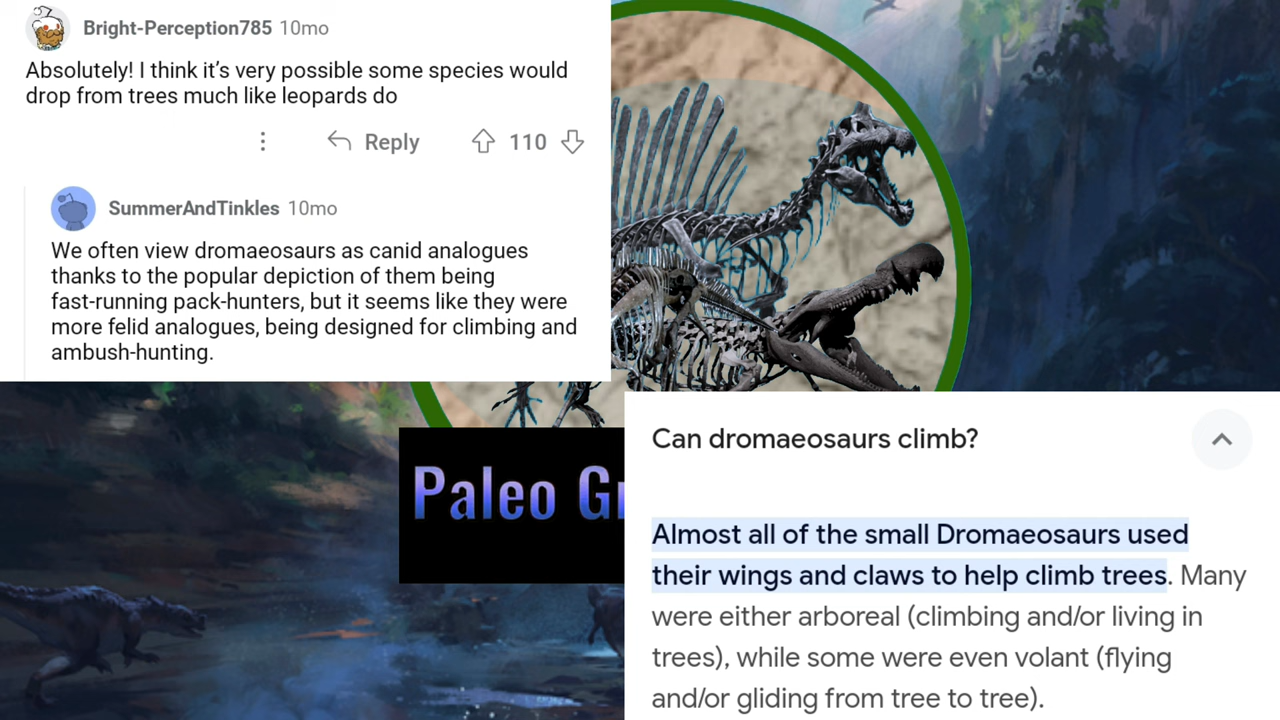 Bright-Perception785 10mo
Absolutely! I think it's very possible some species would
drop from trees much like leopards do
Reply 110
SummerAndTinkles 10mo
We often view dromaeosaurs as canid analogues
thanks to the popular depiction of them being
fast-running pack-hunters, but it seems like they were
more felid analogues, being designed for climbing and
ambush-hunting.
Paleo Gr
Can dromaeosaurs climb?
Almost all of the small Dromaeosaurs used
their wings and claws to help climb trees. Many
were either arboreal (climbing and/or living in
trees), while some were even volant (flying
and/or gliding from tree to tree).